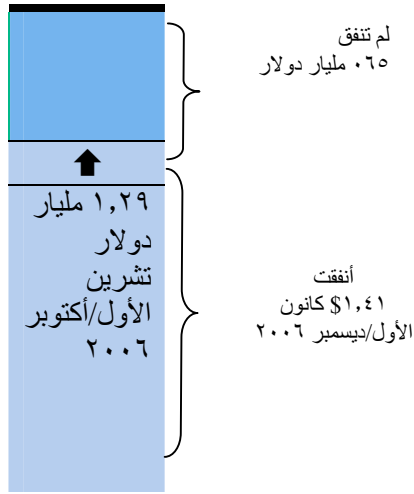 لم تنفق
٠٦٥ مليار دولار
١,٢٩ مليار
دولار
تشرين
الأول/أكتوبر
٢٠٠٦
أنفقت
$١,٤١ كانون
الأول/ديسمبر ٢٠٠٦